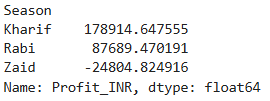 Season
Kharif    178914.647555
Rabi       87689.470191
Zaid      -24804.824916
Name: Profit_INR, dtype: float64